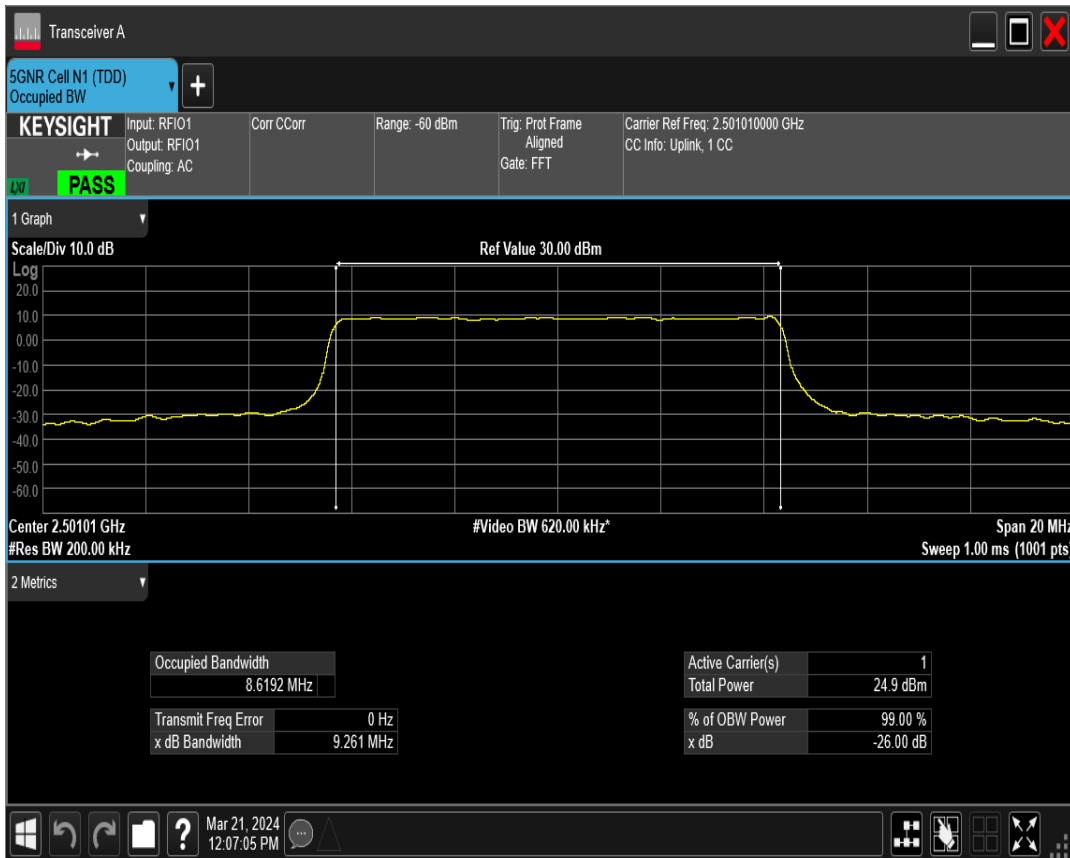 Transceiver A
5GNR Cell N1 (TDD)
Occupied BW
+
KEYSIGHT
LXI
PASS
Input: RFIO1
Output: RFIO1
Coupling: AC
Corr CCorr
Range: -60 dBm
Trig: Prot Frame
Aligned
Gate: FFT
Carrier Ref Freq: 2.501010000 GHz
CC Info: Uplink, 1 CC
1 Graph
Scale/Div 10.0 dB
Ref Value 30.00 dBm
Log
20.0
10.0
0.00
-10.0
-20.0
-30.0
-40.0
-50.0
-60.0
Center 2.50101 GHz
#Video BW 620.00 kHz*
Span 20 MHz
#Res BW 200.00 kHz
Sweep 1.00 ms (1001 pts)
2 Metrics
Occupied Bandwidth
8.6192 MHz
Transmit Freq Error 0 Hz
x dB Bandwidth 9.261 MHz
Active Carrier(s) 1
Total Power 24.9 dBm
% of OBW Power 99.00 %
x dB -26.00 dB
?
Mar 21, 2024
12:07:05 PM